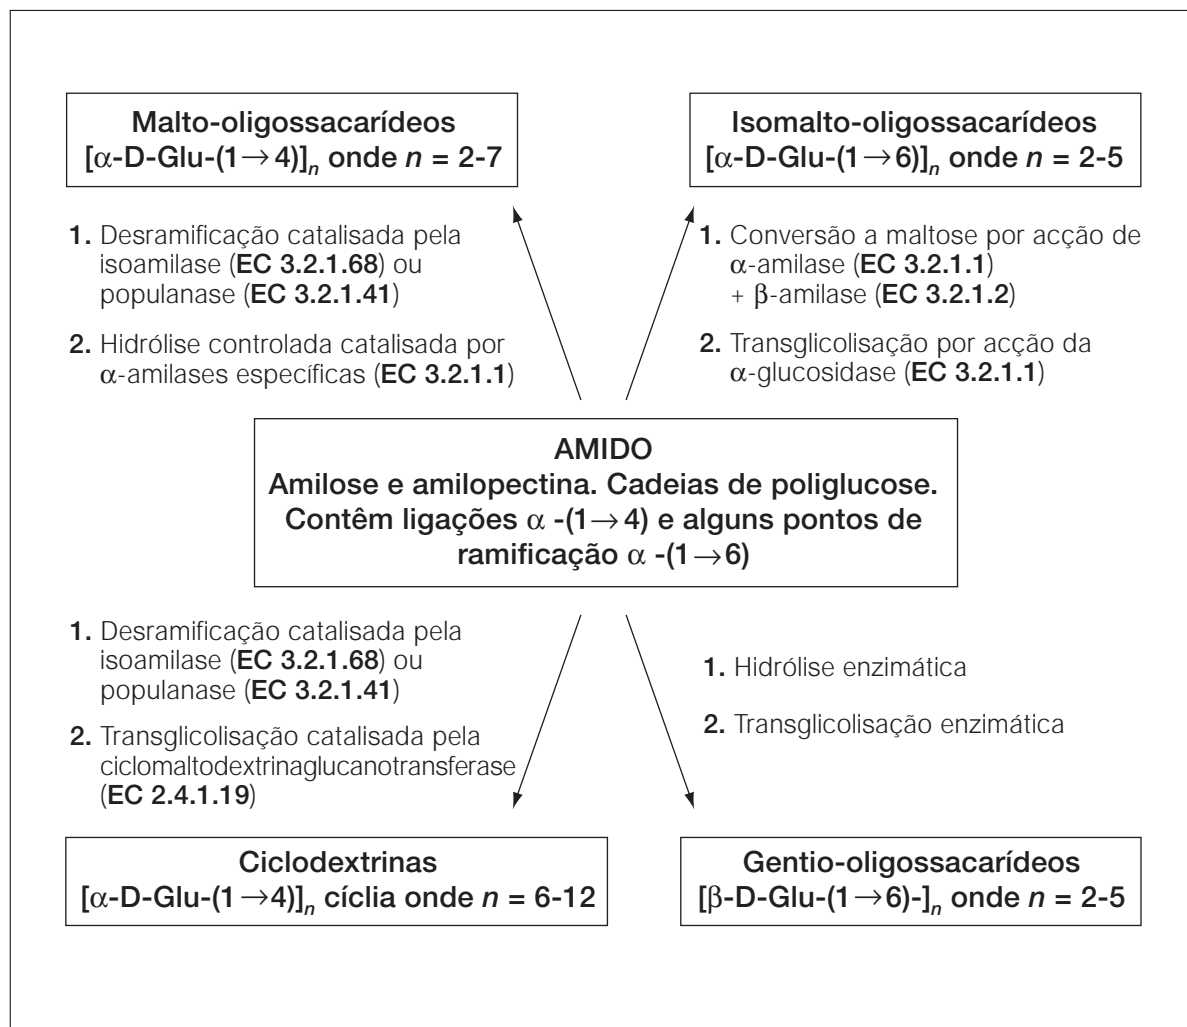 Malto-oligossacarídeos
[α-D-Glu-(1→4)]n onde n = 2-7
Isomalto-oligossacarídeos
[α-D-Glu-(1→6)]n onde n = 2-5
1. Desramificação catalisada pela
isoamilase (EC 3.2.1.68) ou
populanase (EC 3.2.1.41)
2. Hidrólise controlada catalisada por
α-amilases específicas (EC 3.2.1.1)
1. Conversão a maltose por acção de
α-amilase (EC 3.2.1.1)
+ β-amilase (EC 3.2.1.2)
2. Transglicolisação por acção da
α-glucosidase (EC 3.2.1.1)
AMIDO
Amilose e amilopectina. Cadeias de poliglucose.
Contêm ligações α -(1→4) e alguns pontos de
ramificação α -(1→6)
1. Desramificação catalisada pela
isoamilase (EC 3.2.1.68) ou
populanase (EC 3.2.1.41)
2. Transglicolisação catalisada pela
ciclomaltodextrinaglucanotransferase
(EC 2.4.1.19)
1. Hidrólise enzimática
2. Transglicolisação enzimática
Ciclodextrinas
[α-D-Glu-(1→4)]n cíclia onde n = 6-12
Gentio-oligossacarídeos
[β-D-Glu-(1→6)-]n onde n = 2-5